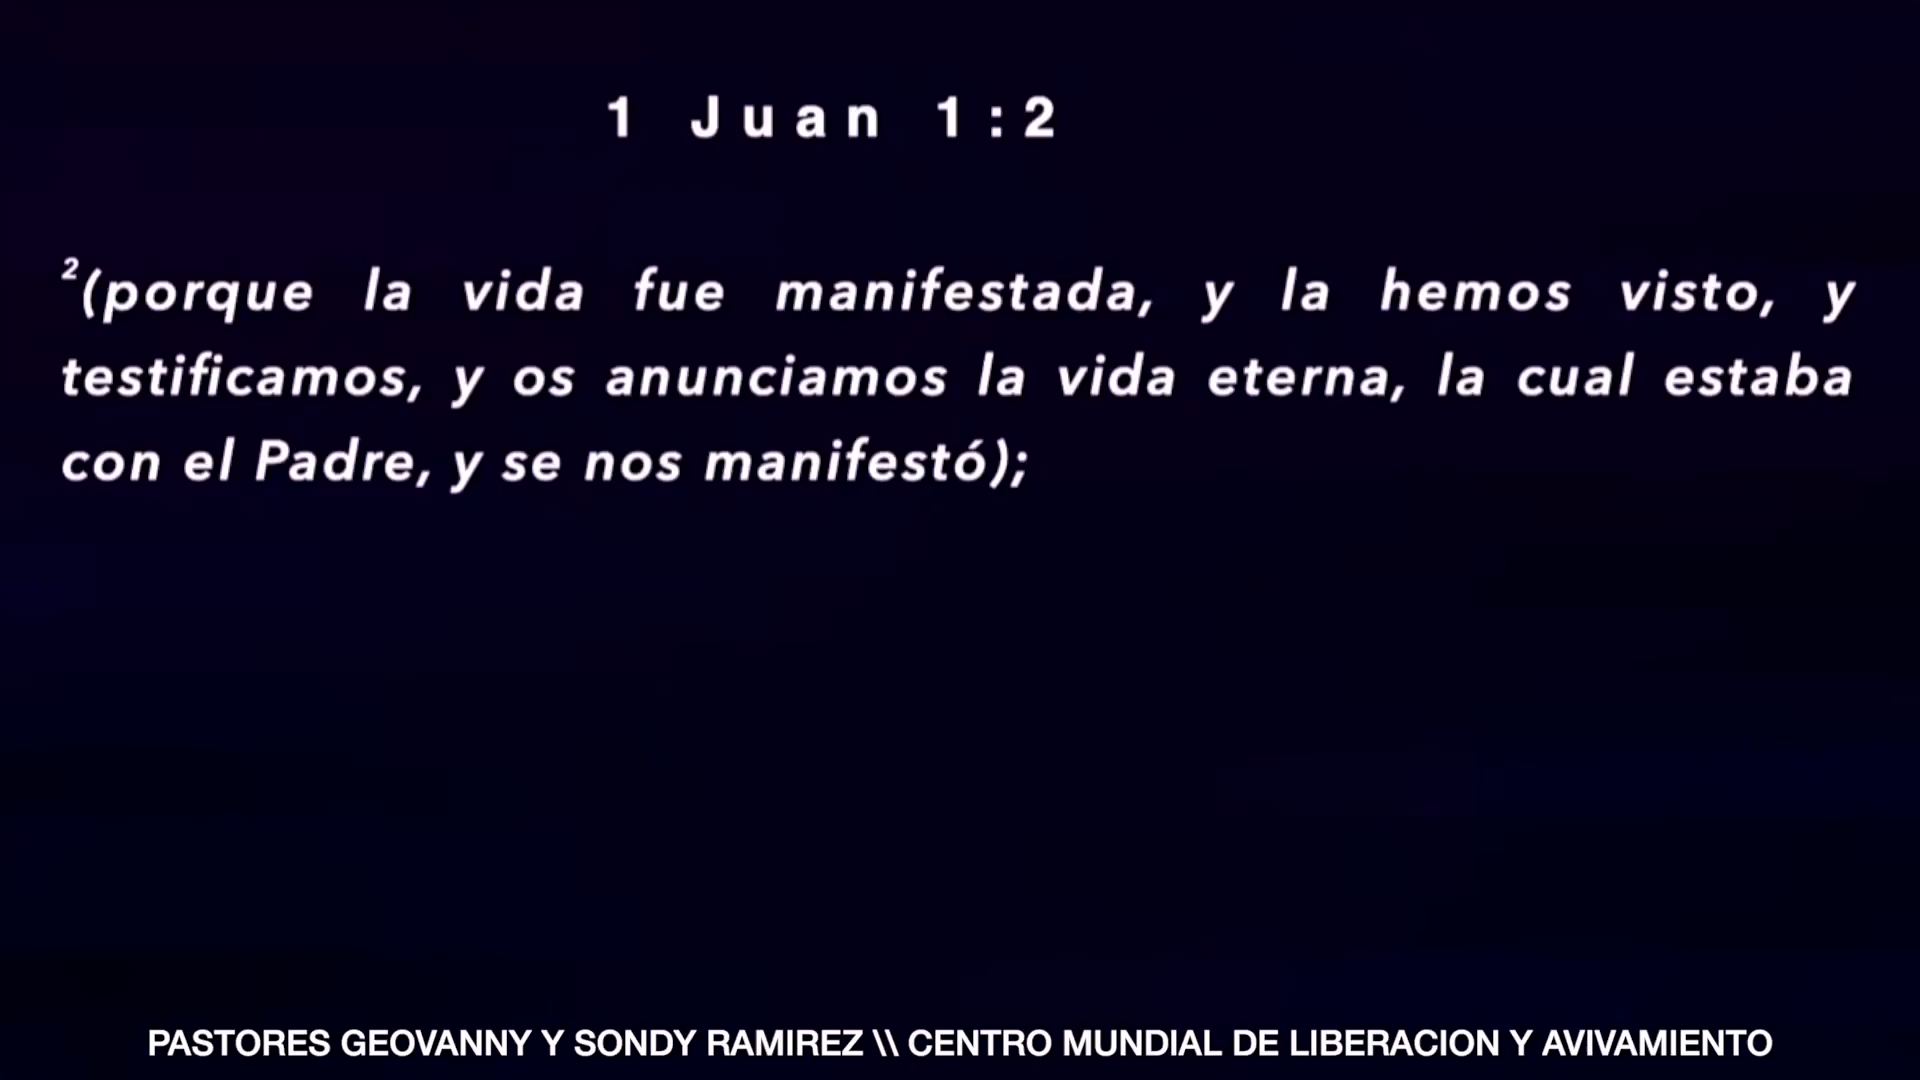 1 Juan 1:2
²(porque la vida fue manifestada, y la hemos visto, y
testificamos, y os anunciamos la vida eterna, la cual estaba
con el Padre, y se nos manifestó);
PASTORES GEOVANNY Y SONDY RAMIREZ \\ CENTRO MUNDIAL DE LIBERACION Y AVIVAMIENTO